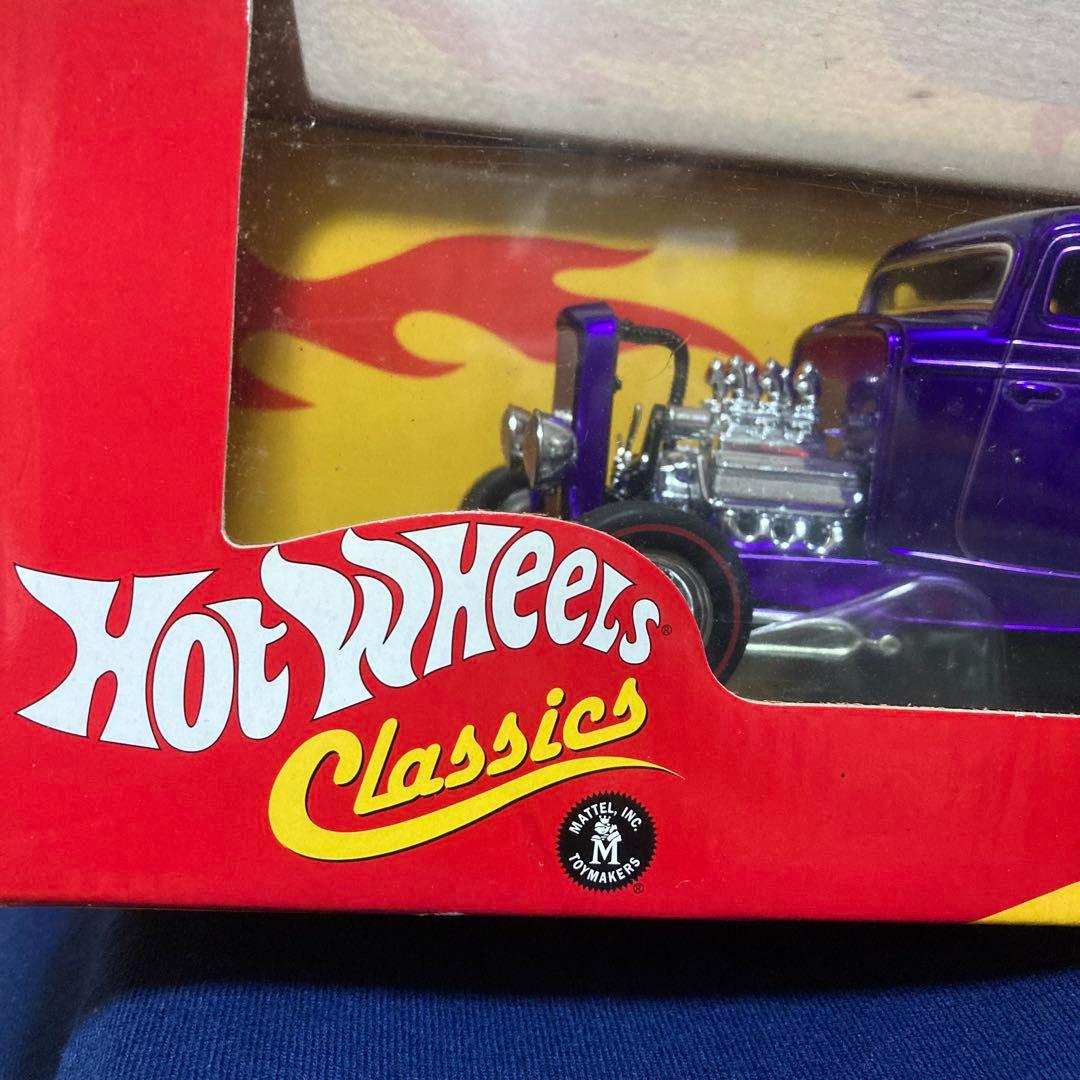 Hot Wheels®
Classics
MATTEL, INC.
M
TOYMAKERS
®